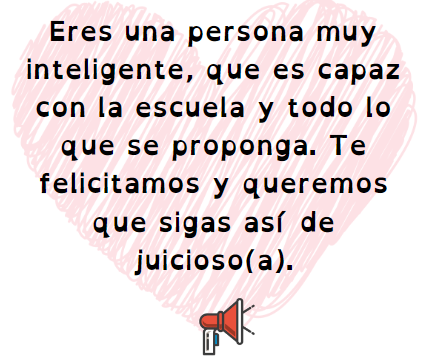 Eres una persona muy
inteligente, que es capaz
con la escuela y todo lo
que se proponga. Te
felicitamos y queremos
que sigas así de
juicioso(a).